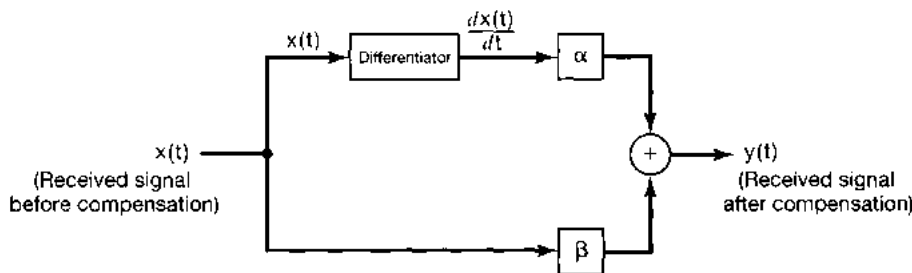 x(t)
Differentiator
dx(t)
dt
α
x(t)
(Received signal
before compensation)
+
y(t)
(Received signal
after compensation)
β